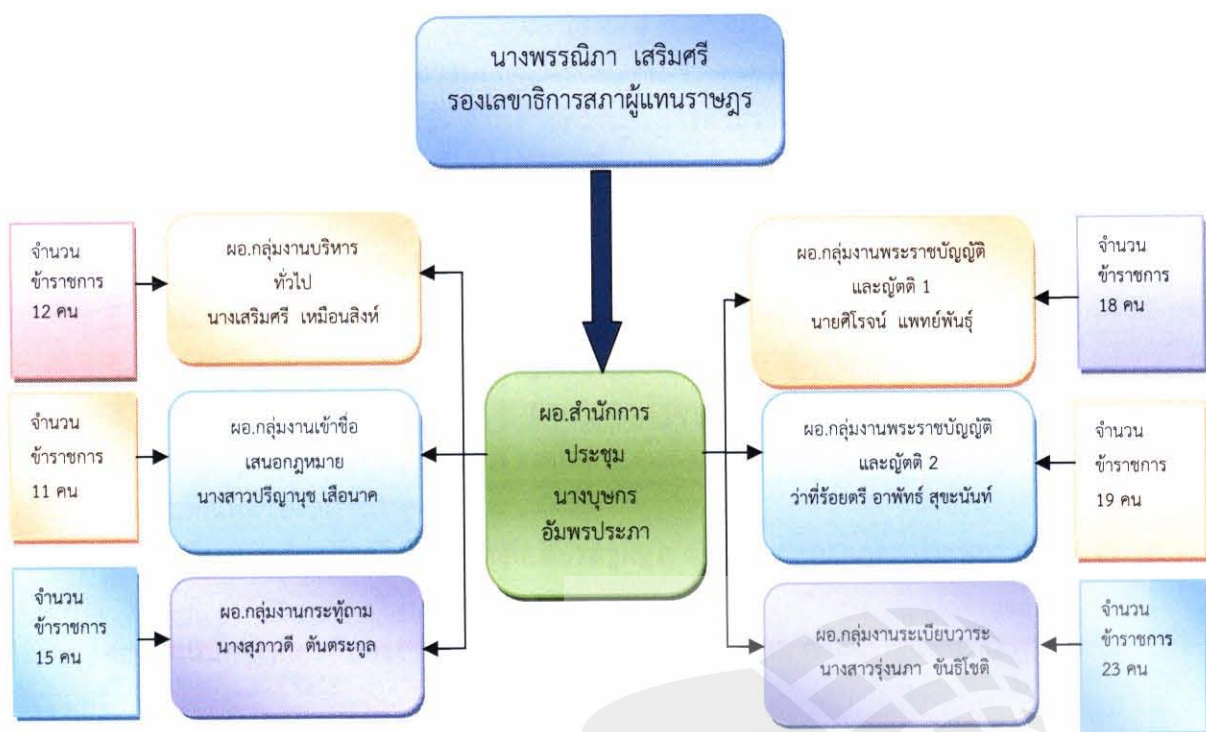 นางพรรณิภา เสริมศรี
รองเลขาธิการสภาผู้แทนราษฎร
จำนวน
ข้าราชการ
12 คน
ผอ.กลุ่มงานบริหาร
ทั่วไป
นางเสริมศรี เหมือนสิงห์
ผอ.กลุ่มงานพระราชบัญญัติ
และญัตติ 1
นายศิโรจน์ แพทย์พันธุ์
จำนวน
ข้าราชการ
18 คน
จำนวน
ข้าราชการ
11 คน
ผอ.กลุ่มงานเข้าชื่อ
เสนอกฎหมาย
นางสาวปรีญานุช เสือนาค
ผอ.สำนักการ
ประชุม
นางบุษกร
อัมพรประภา
ผอ.กลุ่มงานพระราชบัญญัติ
และญัตติ 2
ว่าที่ร้อยตรี อาพัทธ์ สุขะนันท์
จำนวน
ข้าราชการ
19 คน
จำนวน
ข้าราชการ
15 คน
ผอ.กลุ่มงานกระทู้ถาม
นางสุภาวดี ตันตระกูล
ผอ.กลุ่มงานระเบียบวาระ
นางสาวรุ่งนภา ขันธิโชติ
จำนวน
ข้าราชการ
23 คน